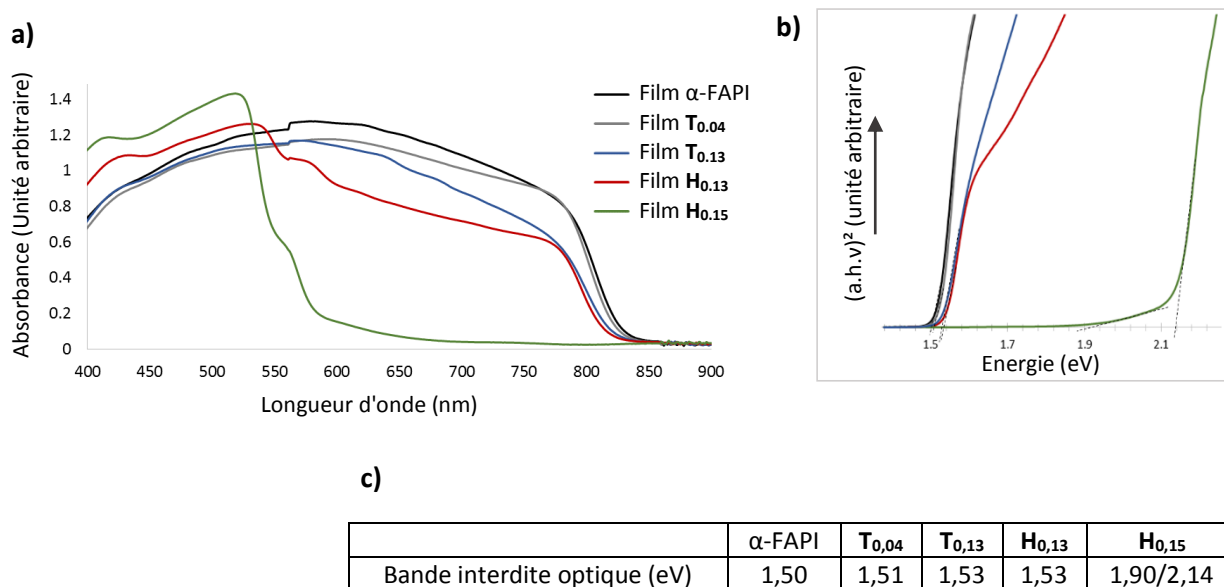 a)
Absorbance (Unité arbitraire)
1.4
1.2
1
0.8
0.6
0.4
0.2
0
400 450 500 550 600 650 700 750 800 850 900
Longueur d'onde (nm)
Film α-FAPI
Film T0.04
Film T0.13
Film H0.13
Film H0.15
b)
(a.h.ν)² (unité arbitraire)
1.5 1.7 1.9 2.1
Energie (eV)
c)
α-FAPI T0,04 T0,13 H0,13 H0,15
Bande interdite optique (eV) 1,50 1,51 1,53 1,53 1,90/2,14